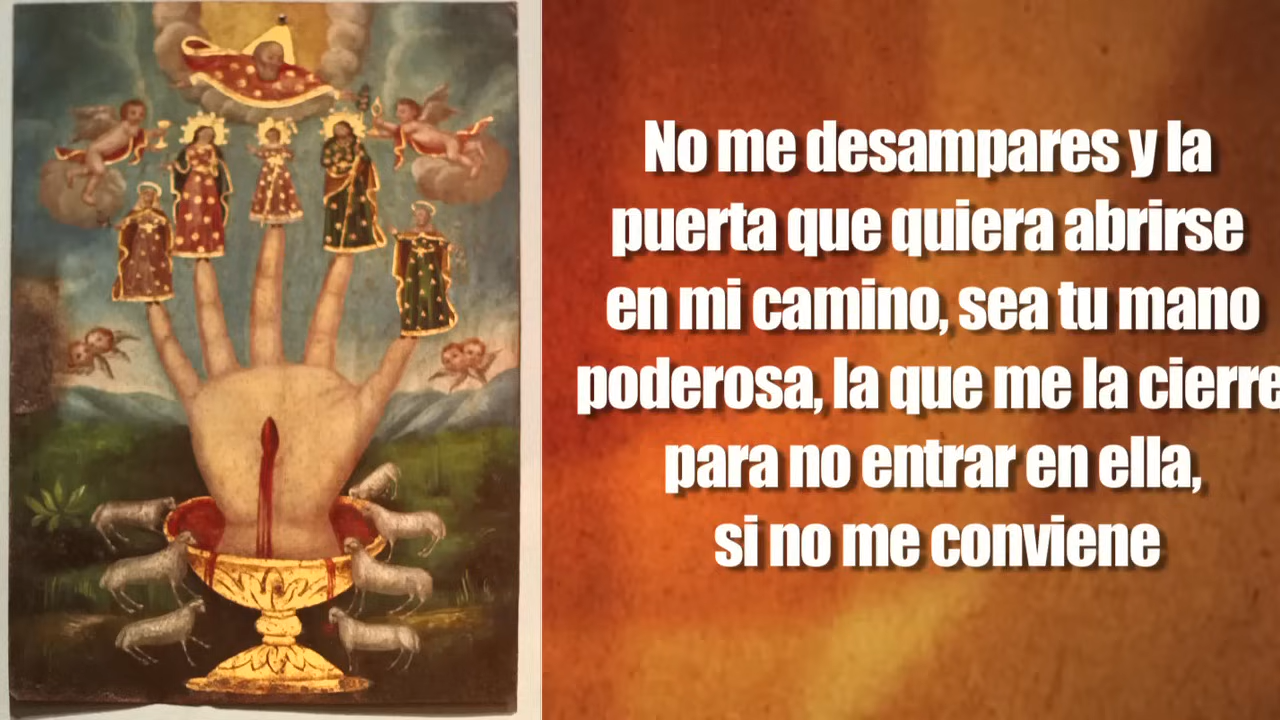 No me desampares y la
puerta que quiera abrirse
en mi camino, sea tu mano
poderosa, la que me la cierre
para no entrar en ella,
si no me conviene